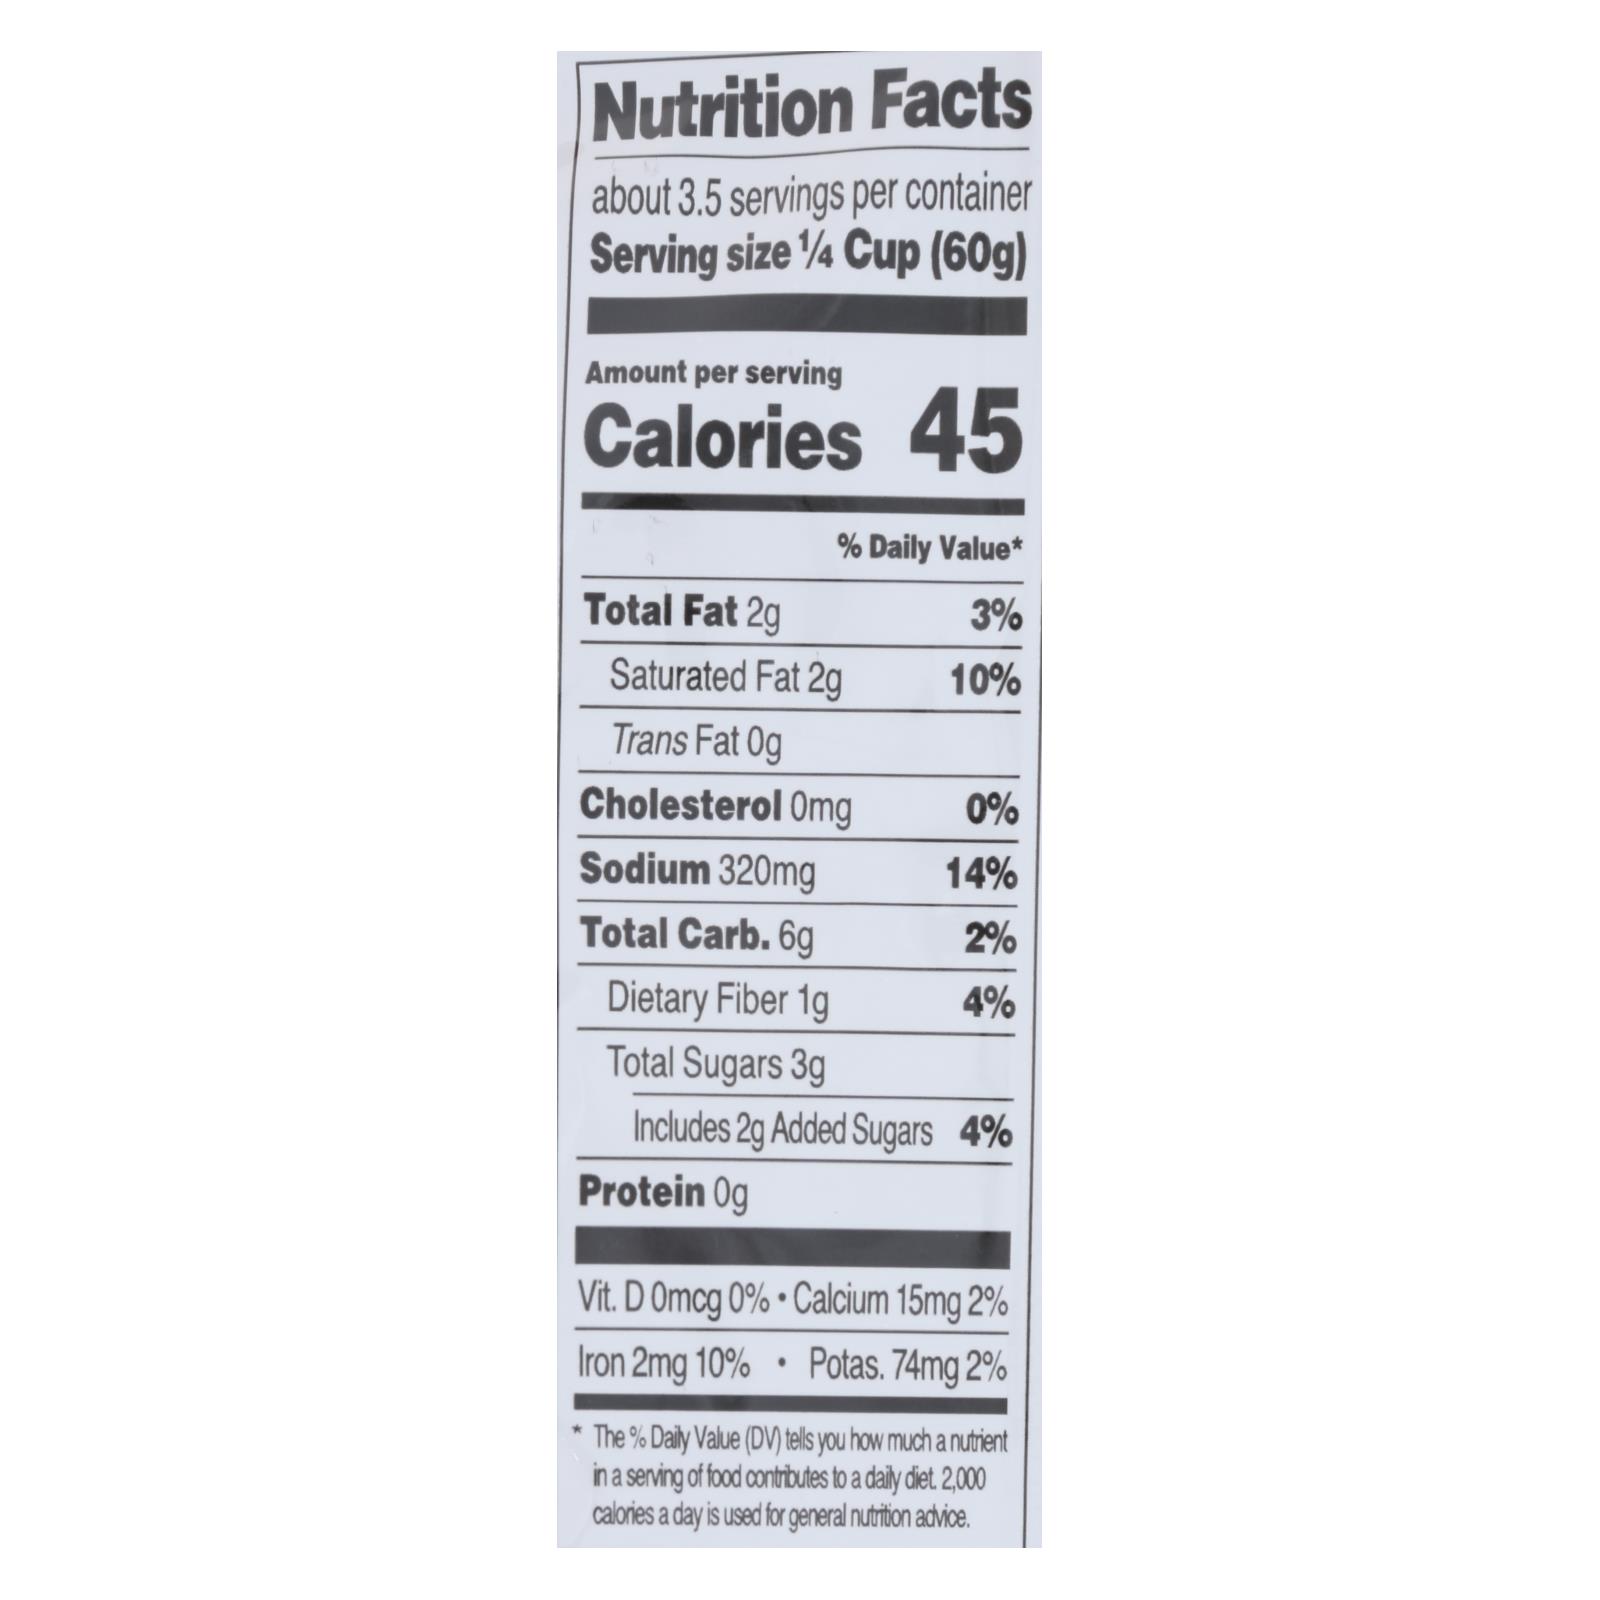 Nutrition Facts
about 3.5 servings per container
Serving size ¼ Cup (60g)
Amount per serving
Calories 45
% Daily Value*
Total Fat 2g 3%
Saturated Fat 2g 10%
Trans Fat 0g
Cholesterol 0mg 0%
Sodium 320mg 14%
Total Carb. 6g 2%
Dietary Fiber 1g 4%
Total Sugars 3g
Includes 2g Added Sugars 4%
Protein 0g
Vit. D 0mcg 0% • Calcium 15mg 2%
Iron 2mg 10% • Potas. 74mg 2%
* The % Daily Value (DV) tells you how much a nutrient
in a serving of food contributes to a daily diet. 2,000
calories a day is used for general nutrition advice.